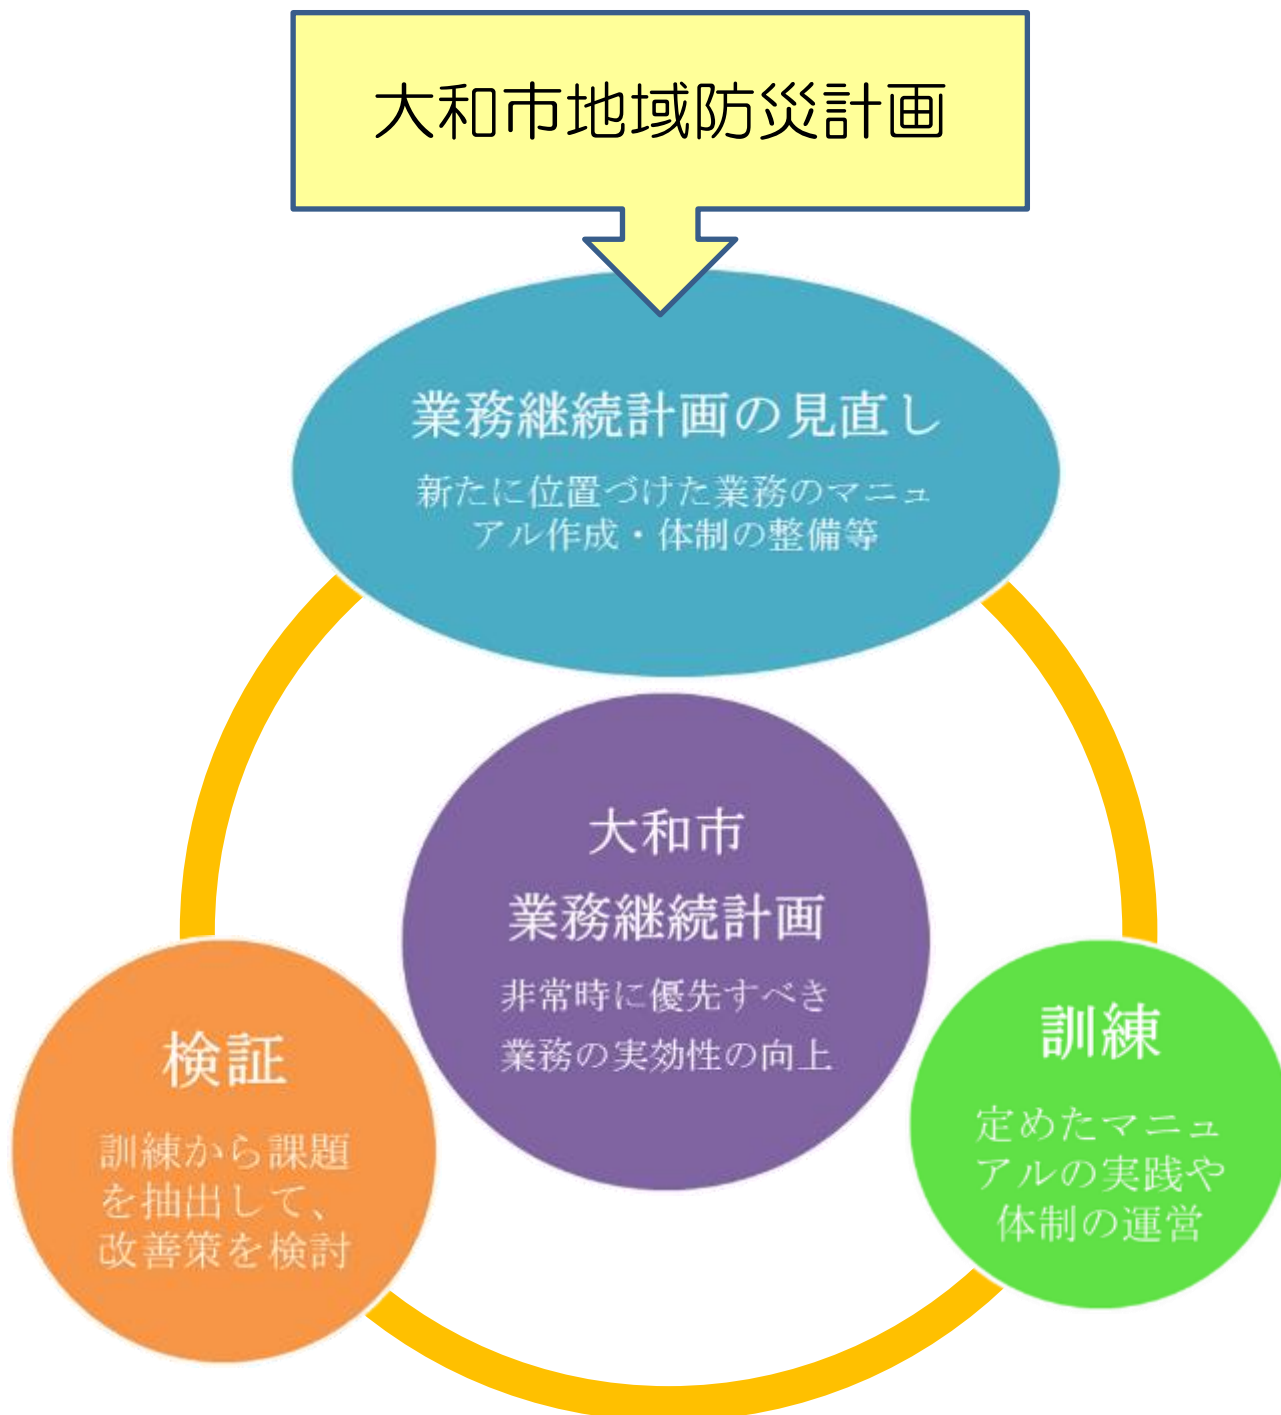 大和市地域防災計画
業務継続計画の見直し
新たに位置づけた業務のマニュ
アル作成・体制の整備等
大和市
業務継続計画
非常時に優先すべき
業務の実効性の向上
検証
訓練から課題
を抽出して、
改善策を検討
訓練
定めたマニュ
アルの実践や
体制の運営